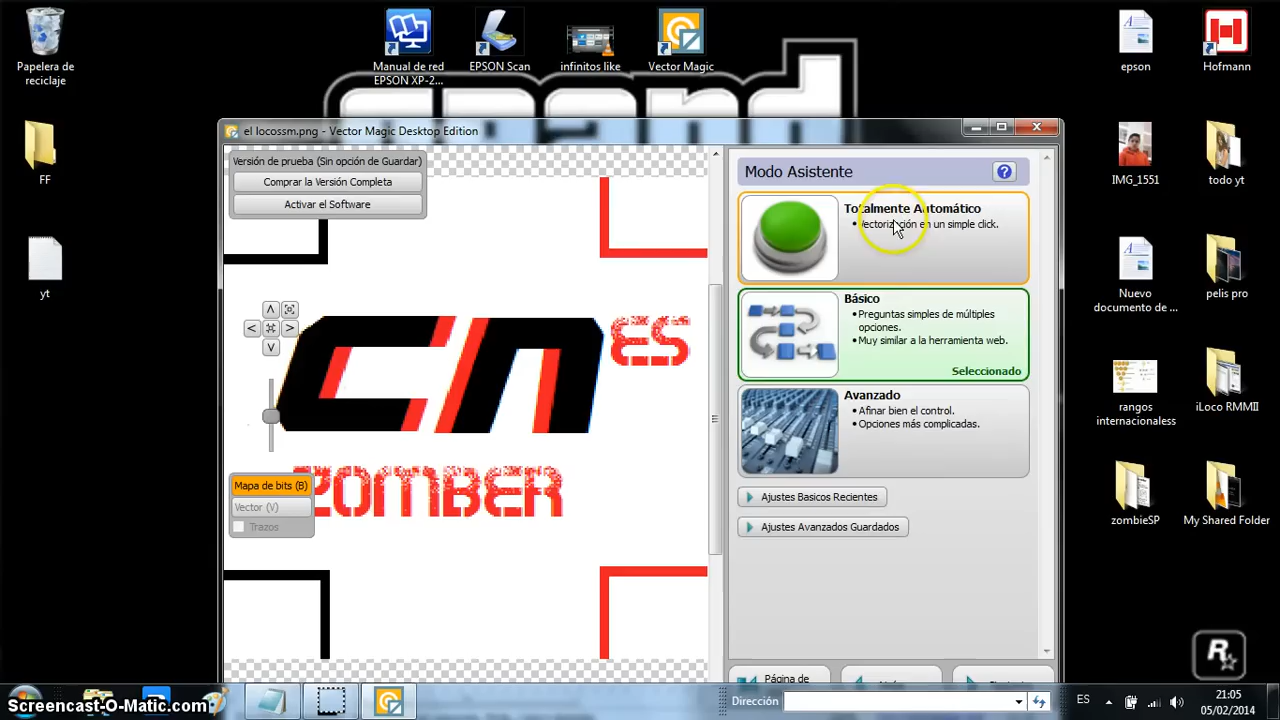 Papelera de
reciclaje
FF
yt
Manual de red
EPSON XP-2...
EPSON Scan
infinitos like
Vector Magic
epson
Hofmann
IMG_1551
todo yt
Nuevo
documento de ...
pelis pro
rangos
internacionaless
iLoco RMMII
zombieSP
My Shared Folder
el locossm.png - Vector Magic Desktop Edition
Versión de prueba (Sin opción de Guardar)
Comprar la Versión Completa
Activar el Software
ES
ZOMBER
Mapa de bits (B)
Vector (V)
Trazos
Modo Asistente
?
Totalmente Automático
Vectorización en un simple click.
Básico
Preguntas simples de múltiples
opciones.
Muy similar a la herramienta web.
Seleccionado
Avanzado
Afinar bien el control.
Opciones más complicadas.
Ajustes Basicos Recientes
Ajustes Avanzados Guardados
Página de
R
Screencast-O-Matic.com
Dirección
ES
21:05
05/02/2014